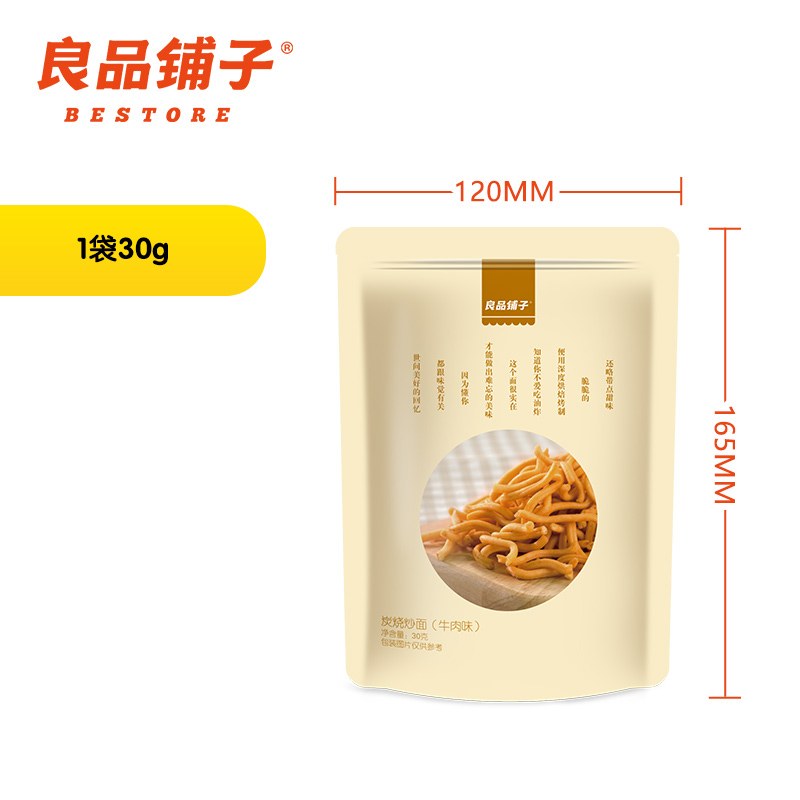 良品铺子®
BESTORE
1袋30g
120MM
165MM
良品铺子
还略带点甜味
脆脆的
便用深度烘焙烤制
知道你不爱吃油炸
这个面很实在
才能做出难忘的美味
因为懂你
都跟味觉有关
世间美好的回忆
炭烧炒面（牛肉味）
净含量：30克
包装图片仅供参考